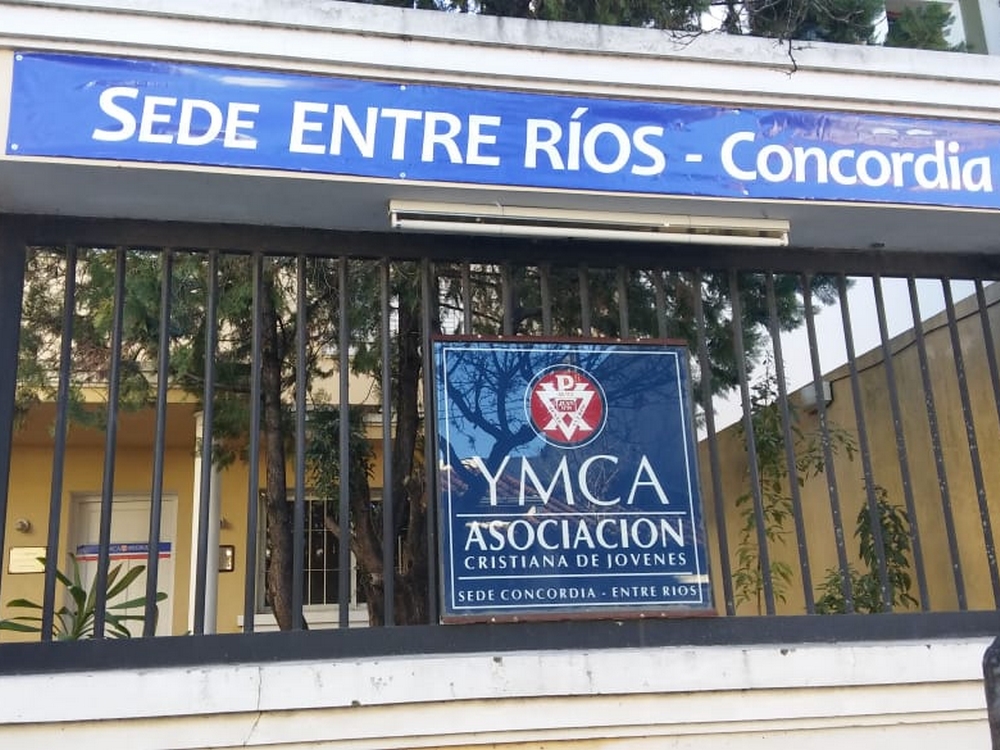 SEDE ENTRE RÍOS - Concordia
YMCA
ASOCIACION
CRISTIANA DE JOVENES
SEDE CONCORDIA - ENTRE RIOS